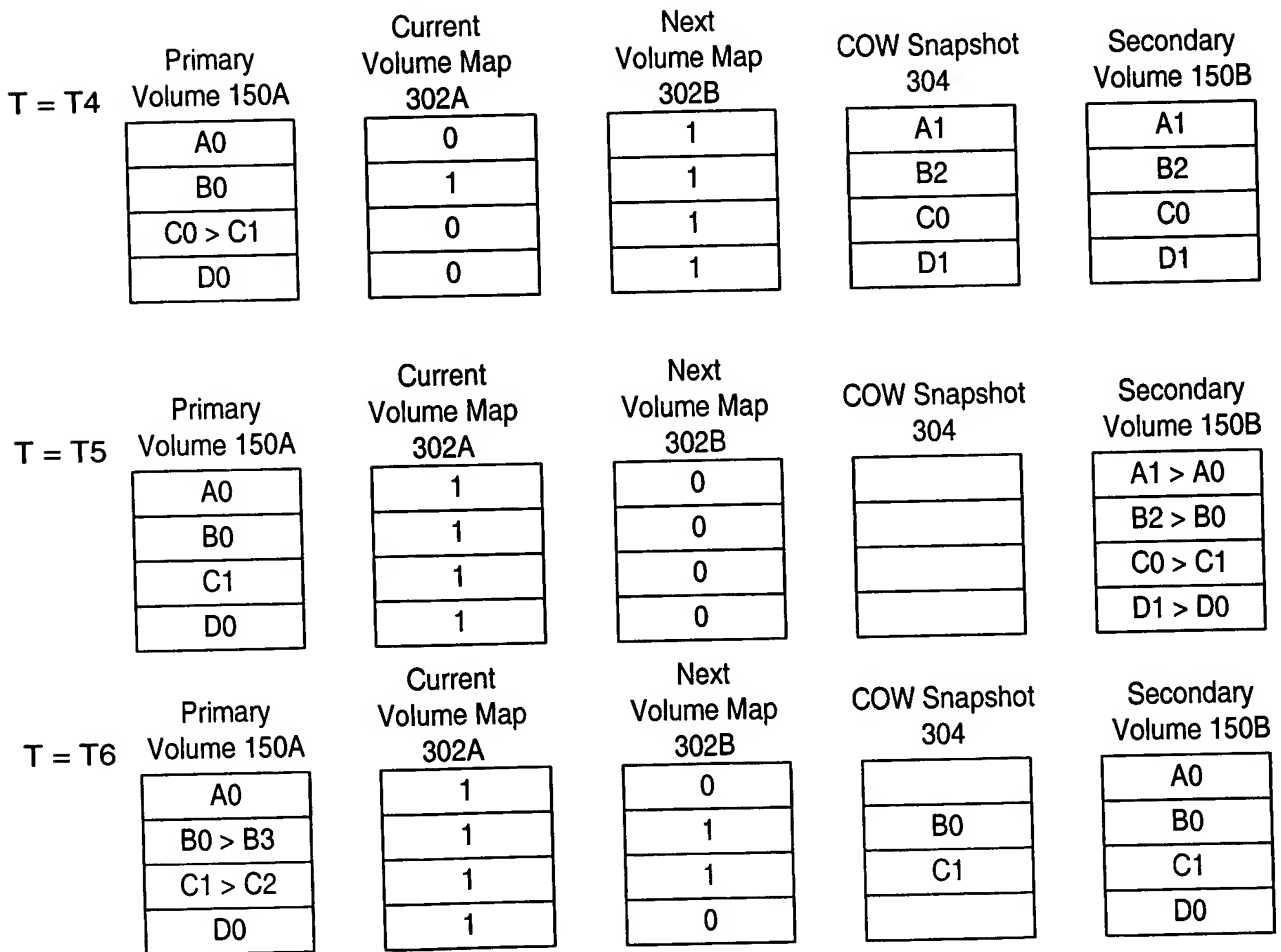 T = T4
Primary
Volume 150A
A0
B0
C0 > C1
D0
Current
Volume Map
302A
0
1
0
0
Next
Volume Map
302B
1
1
1
1
COW Snapshot
304
A1
B2
C0
D1
Secondary
Volume 150B
A1
B2
C0
D1
T = T5
Primary
Volume 150A
A0
B0
C1
D0
Current
Volume Map
302A
1
1
1
1
Next
Volume Map
302B
0
0
0
0
COW Snapshot
304
Secondary
Volume 150B
A1 > A0
B2 > B0
C0 > C1
D1 > D0
T = T6
Primary
Volume 150A
A0
B0 > B3
C1 > C2
D0
Current
Volume Map
302A
1
1
1
1
Next
Volume Map
302B
0
1
1
0
COW Snapshot
304
B0
C1
Secondary
Volume 150B
A0
B0
C1
D0